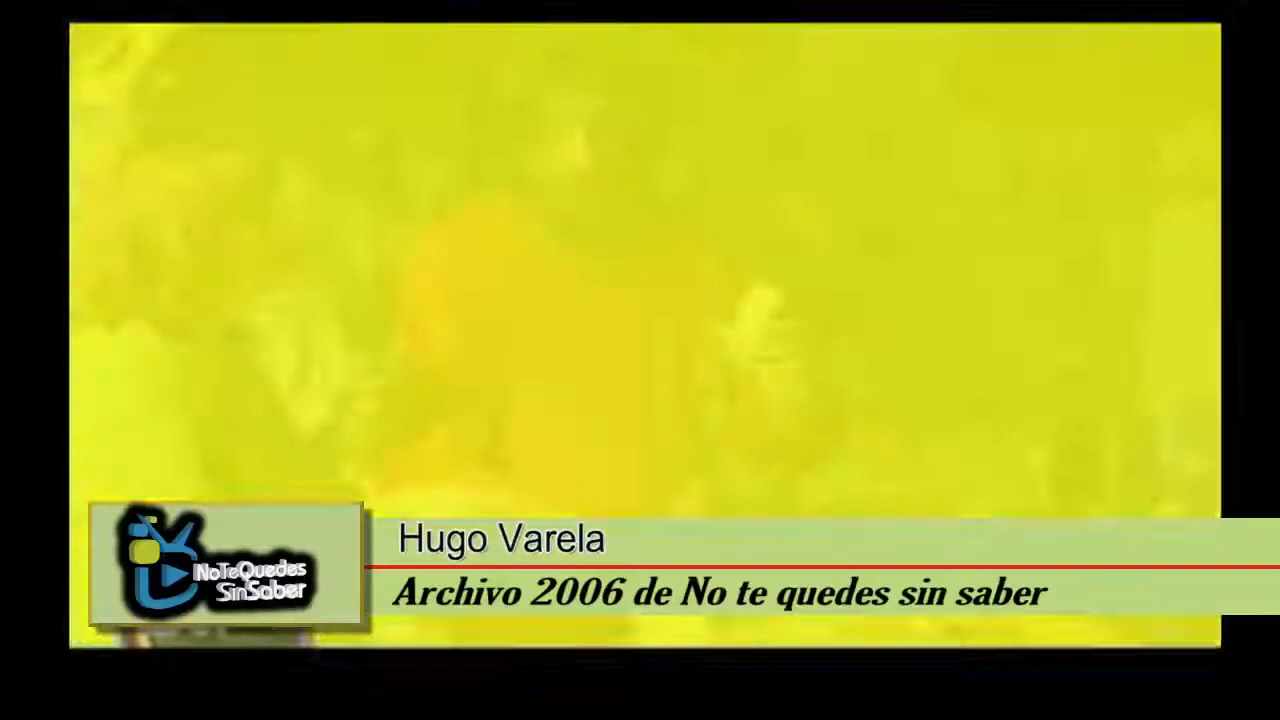 Hugo Varela
NoTeQuedes
SinSaber
Archivo 2006 de No te quedes sin saber